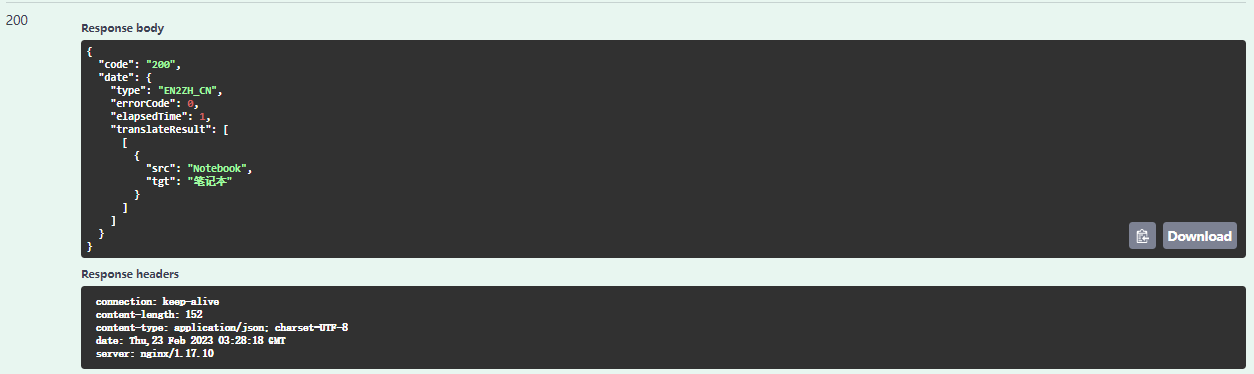 200
Response body
{
"code": "200",
"date": {
"type": "EN2ZH_CN",
"errorCode": 0,
"elapsedTime": 1,
"translateResult": [
[
{
"src": "Notebook",
"tgt": "笔记本"
}
]
]
}
}
Download
Response headers
connection: keep-alive
content-length: 152
content-type: application/json; charset=UTF-8
date: Thu,23 Feb 2023 03:28:18 GMT
server: nginx/1.17.10